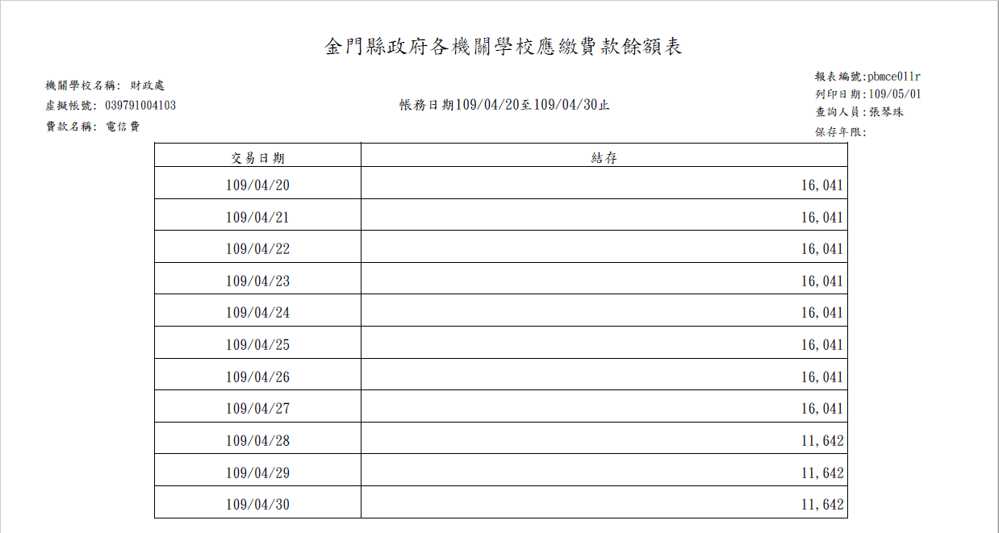 金門縣政府各機關學校應繳費款餘額表
機關學校名稱: 財政處
虛擬帳號: 039791004103
費款名稱: 電信費
帳務日期109/04/20至109/04/30止
報表編號:pbmce011r
列印日期:109/05/01
查詢人員:張琴珠
保存年限:
交易日期 結存
109/04/20 16,041
109/04/21 16,041
109/04/22 16,041
109/04/23 16,041
109/04/24 16,041
109/04/25 16,041
109/04/26 16,041
109/04/27 16,041
109/04/28 11,642
109/04/29 11,642
109/04/30 11,642